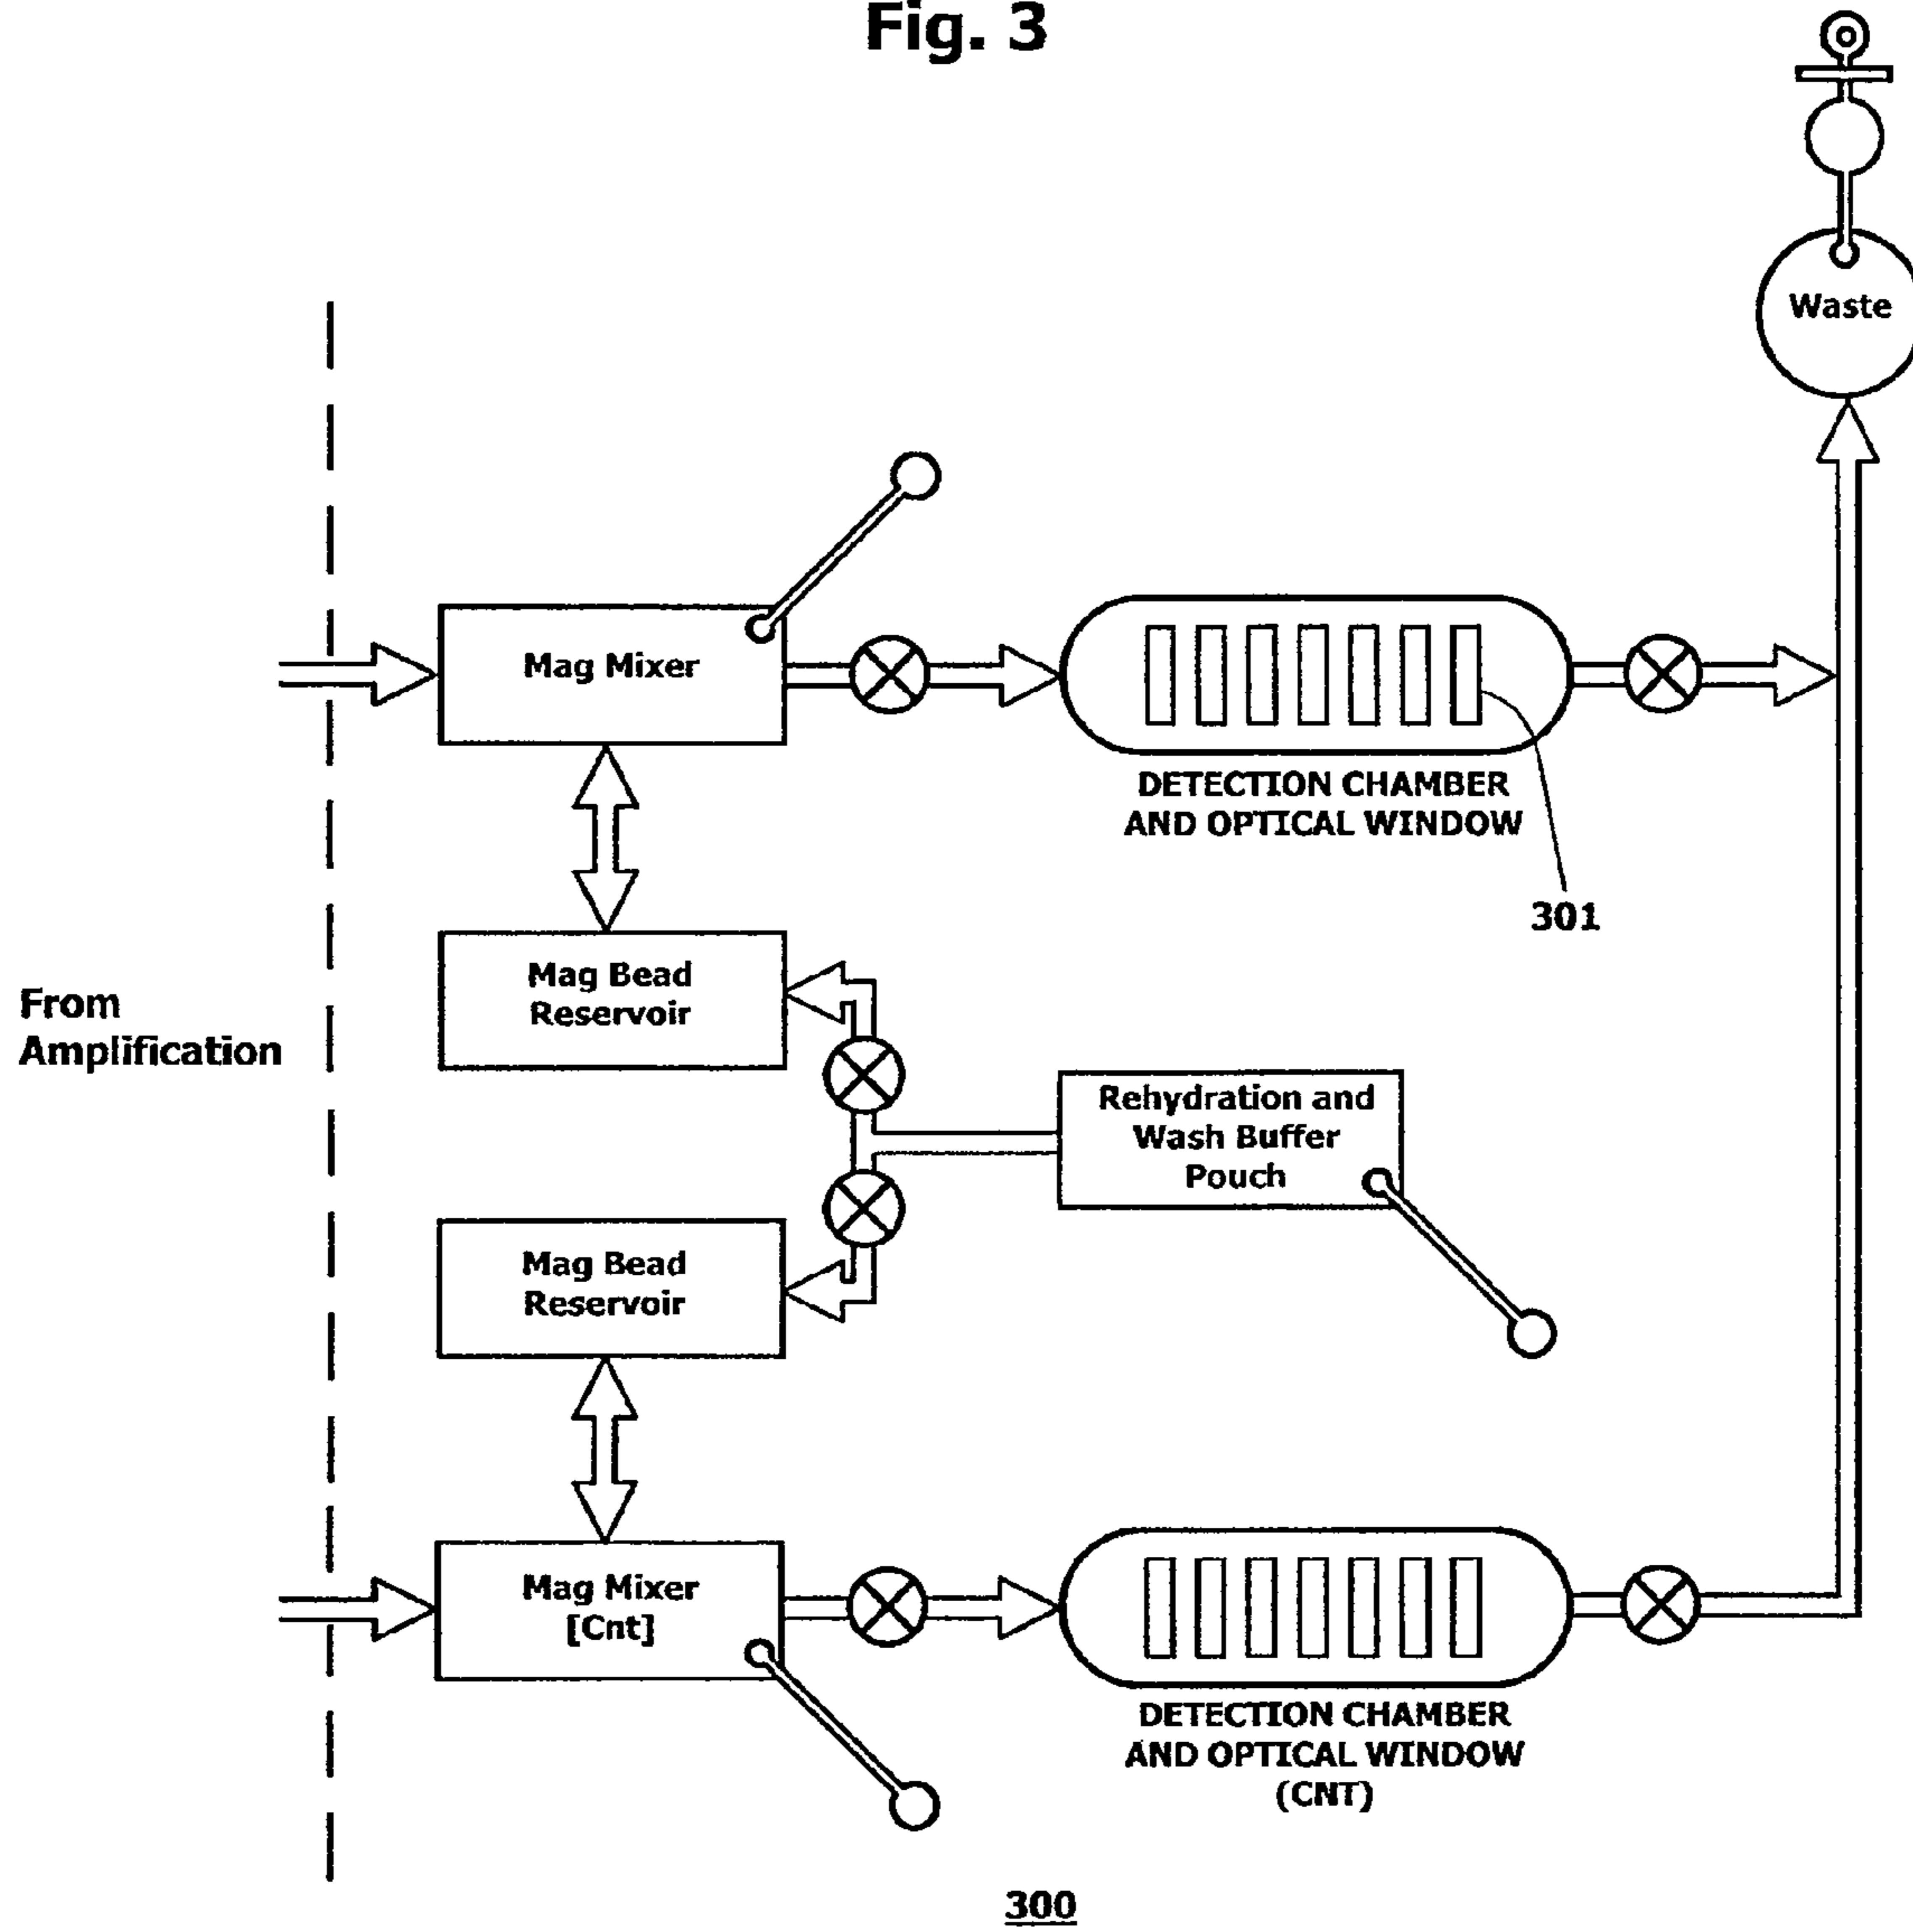 Fig. 3
Waste
Mag Mixer
DETECTION CHAMBER
AND OPTICAL WINDOW
301
Mag Bead
Reservoir
From
Amplification
Rehydration and
Wash Buffer
Pouch
Mag Bead
Reservoir
Mag Mixer
[Cnt]
DETECTION CHAMBER
AND OPTICAL WINDOW
(CNT)
300